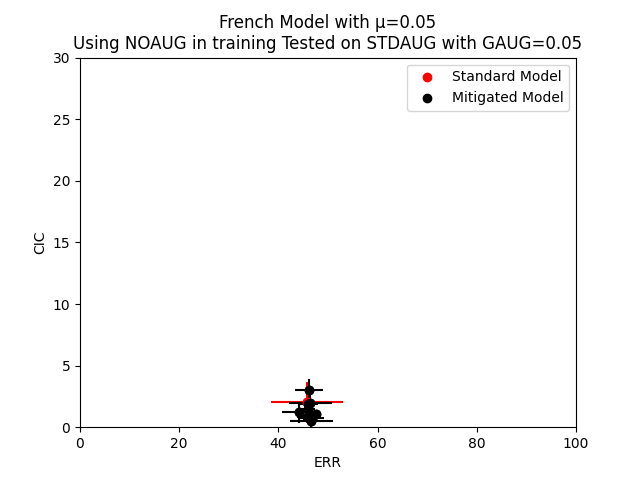 French Model with μ=0.05
Using NOAUG in training Tested on STDAUG with GAUG=0.05
Standard Model
Mitigated Model
30
25
20
15
10
5
0
CIC
0 20 40 60 80 100
ERR